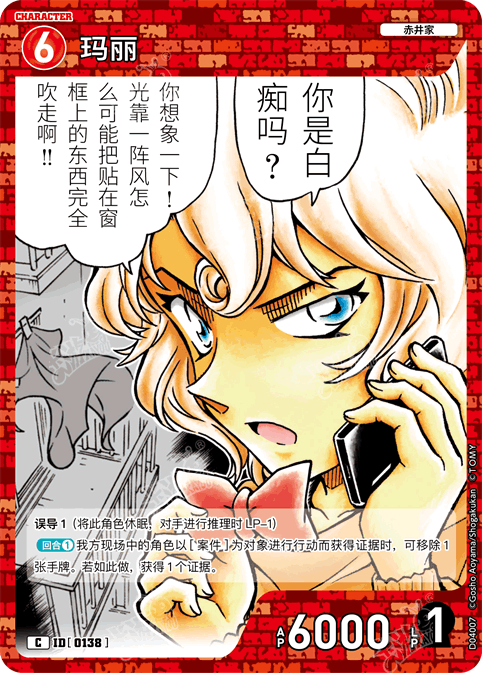 CHARACTER
6
玛丽
赤井家
你是白
痴吗？
你想象一下！
光靠一阵风怎
么可能把贴在窗
框上的东西完全
吹走啊!!
误导 1（将此角色休眠，对手进行推理时 LP-1）
回合① 我方现场中的角色以[案件]为对象进行行动而获得证据时，可移除 1
张手牌。若如此做，获得 1 个证据。
C ID[ 0138 ]
AP 6000 LP 1
D04007 ©Gosho Aoyama/Shogakukan ©TOMY